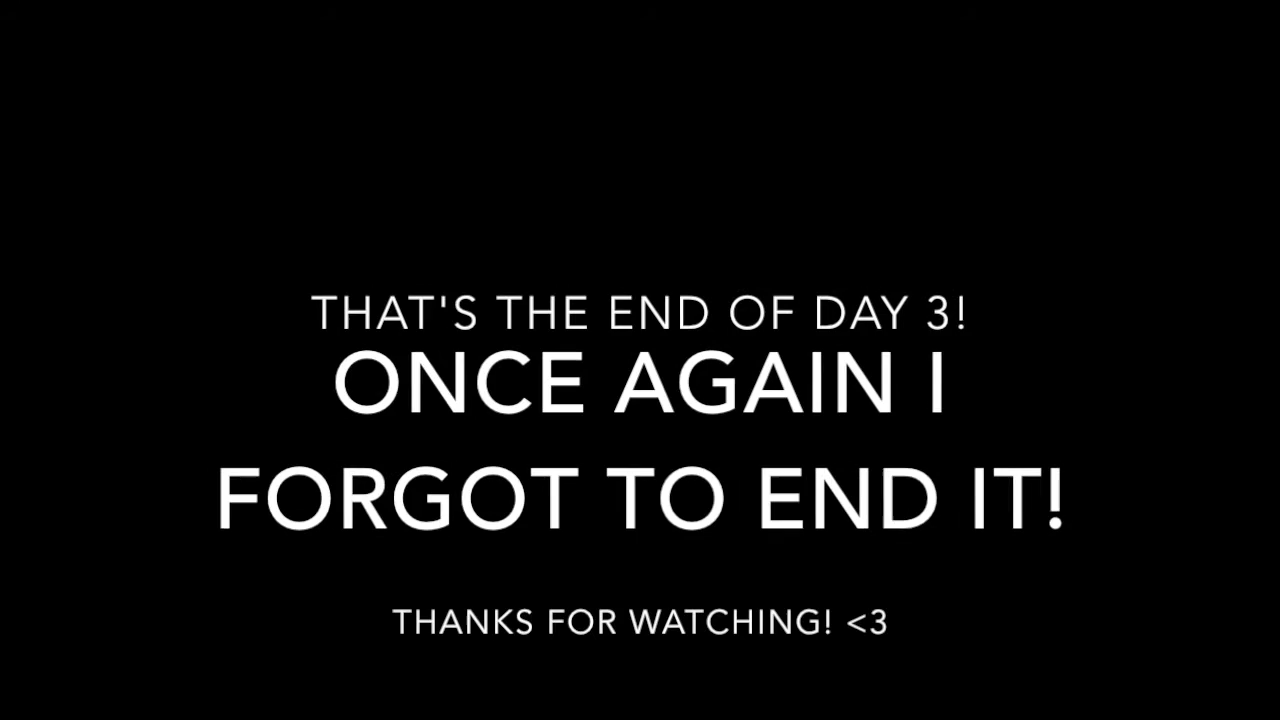 THAT'S THE END OF DAY 3!
ONCE AGAIN I
FORGOT TO END IT!
THANKS FOR WATCHING! <3